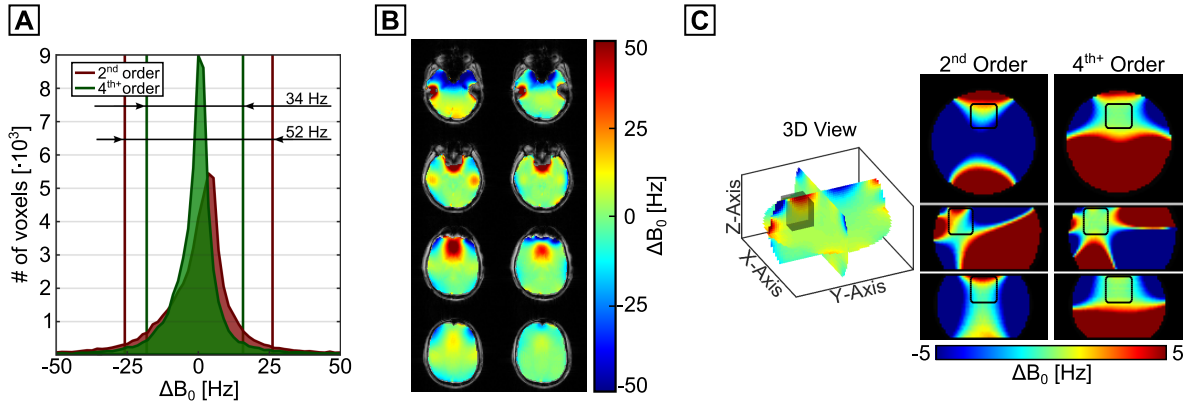 A
9
8
7
6
5
4
3
2
1
# of voxels [·10³]
2ⁿᵈ order
4ᵗʰ⁺order
34 Hz
52 Hz
-50
-25
0
25
50
ΔB₀ [Hz]
B
50
25
0
-25
-50
ΔB₀ [Hz]
C
3D View
Z-Axis
X-Axis
Y-Axis
2ⁿᵈ Order
4ᵗʰ⁺ Order
-5
5
ΔB₀ [Hz]